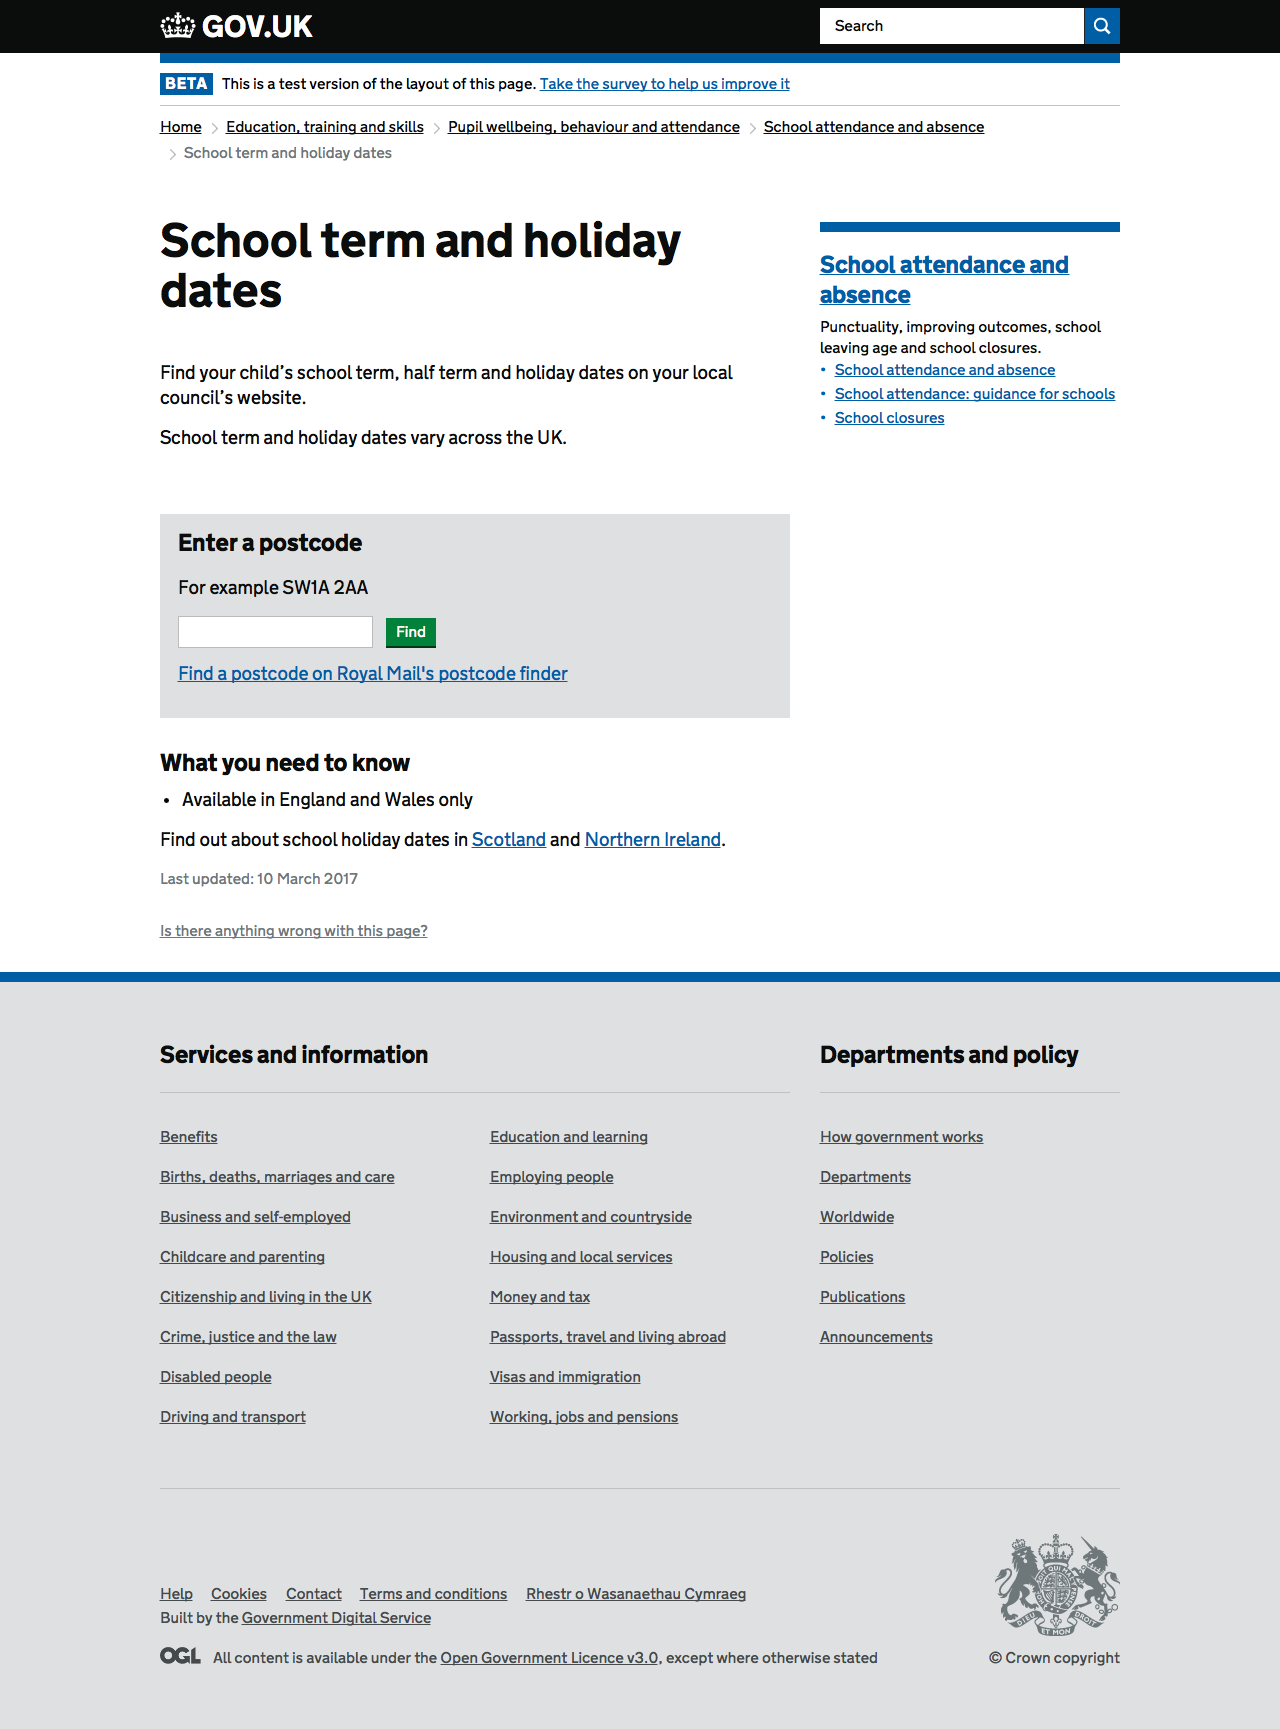 GOV.UK
Search
BETA This is a test version of the layout of this page. Take the survey to help us improve it
Home Education, training and skills Pupil wellbeing, behaviour and attendance School attendance and absence
School term and holiday dates
School term and holiday
dates
Find your child’s school term, half term and holiday dates on your local
council’s website.
School term and holiday dates vary across the UK.
Enter a postcode
For example SW1A 2AA
Find
Find a postcode on Royal Mail's postcode finder
What you need to know
• Available in England and Wales only
Find out about school holiday dates in Scotland and Northern Ireland.
Last updated: 10 March 2017
Is there anything wrong with this page?
School attendance and
absence
Punctuality, improving outcomes, school
leaving age and school closures.
• School attendance and absence
• School attendance: guidance for schools
• School closures
Services and information
Benefits
Births, deaths, marriages and care
Business and self-employed
Childcare and parenting
Citizenship and living in the UK
Crime, justice and the law
Disabled people
Driving and transport
Education and learning
Employing people
Environment and countryside
Housing and local services
Money and tax
Passports, travel and living abroad
Visas and immigration
Working, jobs and pensions
Departments and policy
How government works
Departments
Worldwide
Policies
Publications
Announcements
Help Cookies Contact Terms and conditions Rhestr o Wasanaethau Cymraeg
Built by the Government Digital Service
OGL All content is available under the Open Government Licence v3.0, except where otherwise stated
DIEU ET MON DROIT
© Crown copyright